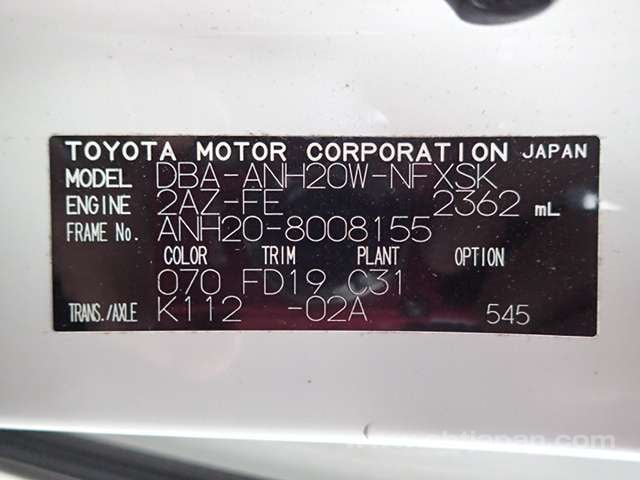 TOYOTA MOTOR CORPORATION JAPAN
MODEL DBA-ANH20W-NFXSK
ENGINE 2AZ-FE 2362 mL
FRAME No. ANH20-8008155
COLOR TRIM PLANT OPTION
070 FD19 C31
TRANS./AXLE K112 -02A 545